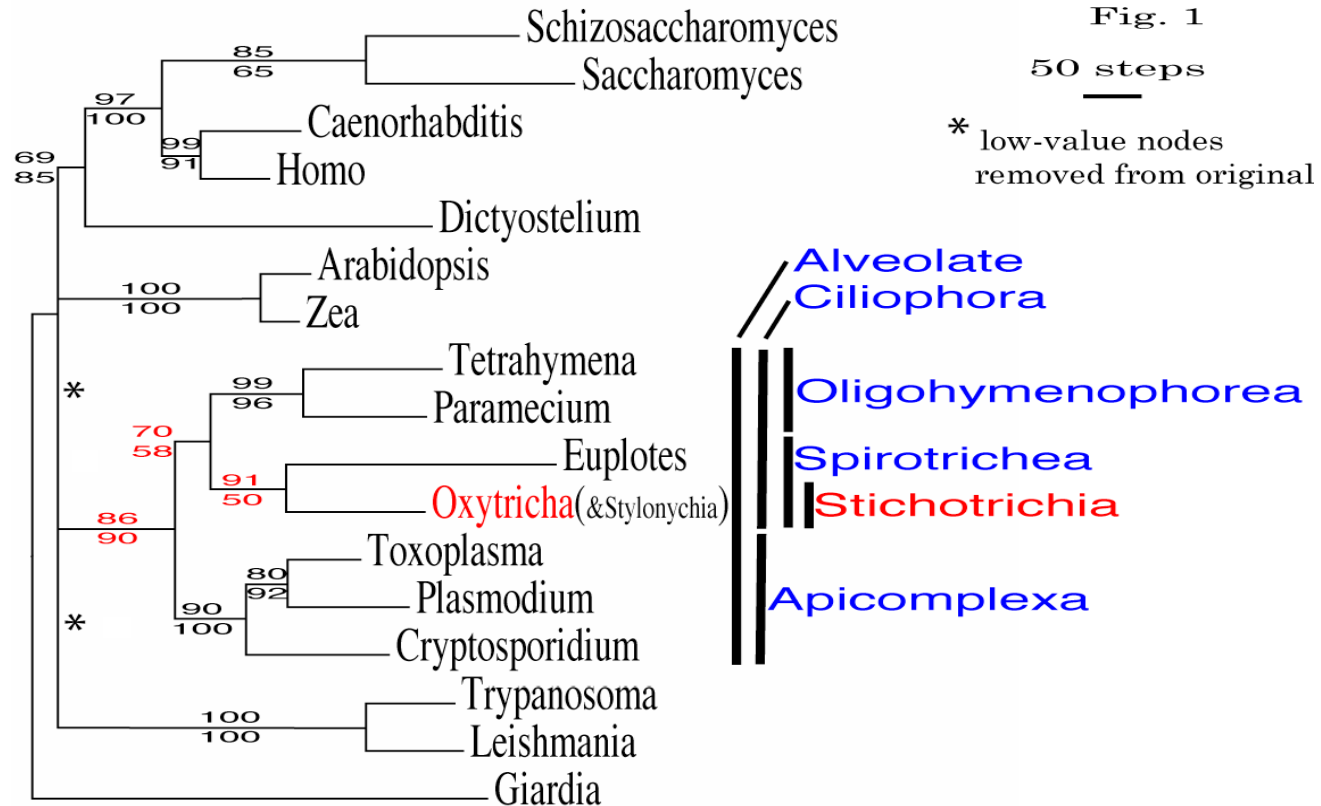 Fig. 1
50 steps
* low-value nodes
removed from original
Schizosaccharomyces
85
65
Saccharomyces
97
100
Caenorhabditis
99
91
Homo
69
85
Dictyostelium
Arabidopsis
100
100
Zea
Alveolate
Ciliophora
Tetrahymena
99
96
*
Paramecium
Oligohymenophorea
70
58
Euplotes
Spirotrichea
91
50
Oxytricha(&Stylonychia)
Stichotrichia
86
90
Toxoplasma
80
92
Plasmodium
Apicomplexa
90
100
*
Cryptosporidium
Trypanosoma
100
100
Leishmania
Giardia